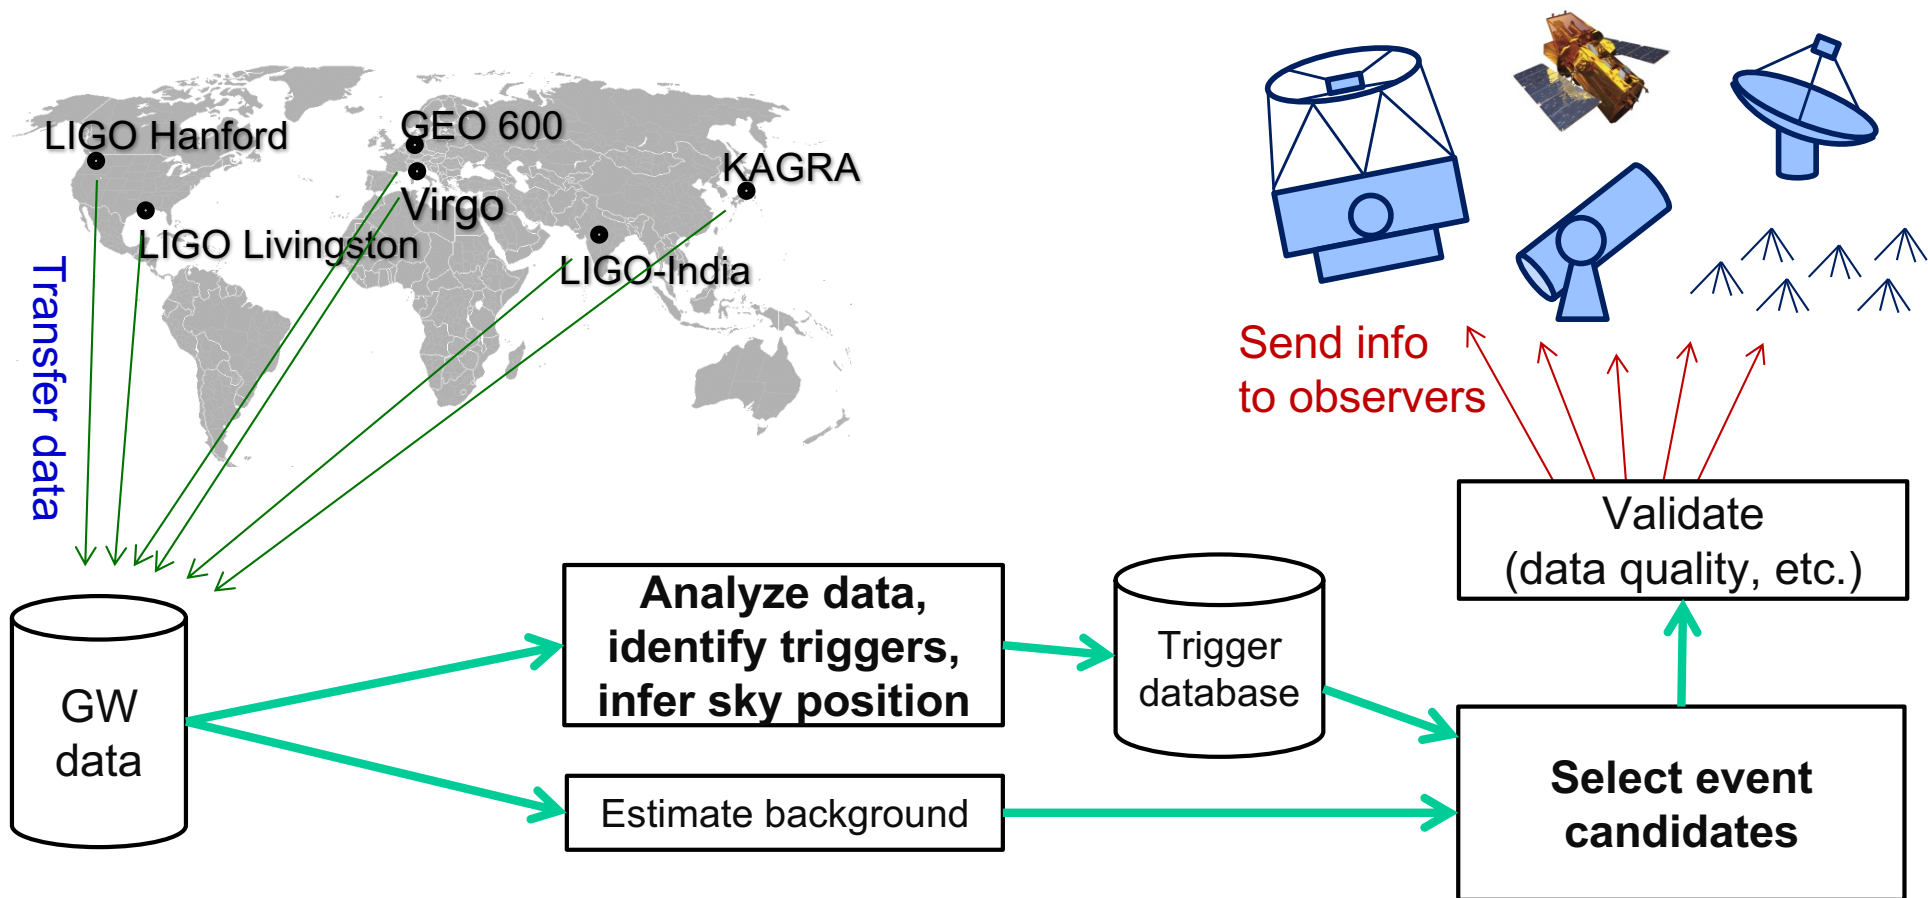 LIGO Hanford
GEO 600
KAGRA
Virgo
LIGO Livingston
LIGO-India
Transfer data
Send info
to observers
Validate
(data quality, etc.)
Analyze data,
identify triggers,
infer sky position
Trigger
database
GW
data
Estimate background
Select event
candidates